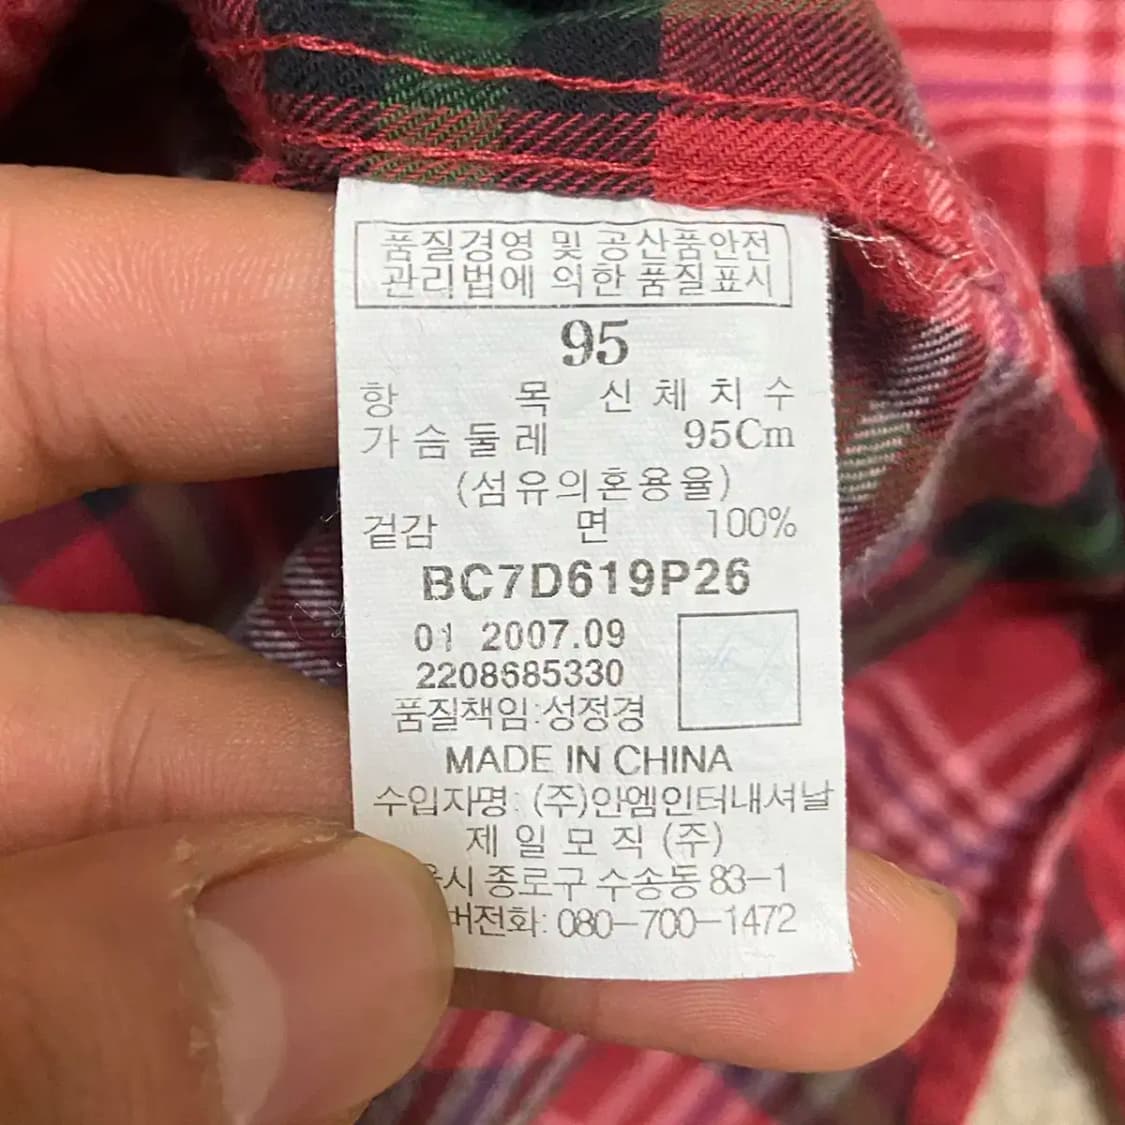 품질경영 및 공산품안전
관리법에 의한 품질표시
95
항 목 신 체 치 수
가 슴 둘 레 95Cm
(섬유의혼용율)
겉감 면 100%
BC7D619P26
01 2007.09
2208685330
품질책임:성정경
MADE IN CHINA
수입자명: (주)안엠인터내셔날
제 일 모 직 (주)
종로구 수송동 83-1
080-700-1472